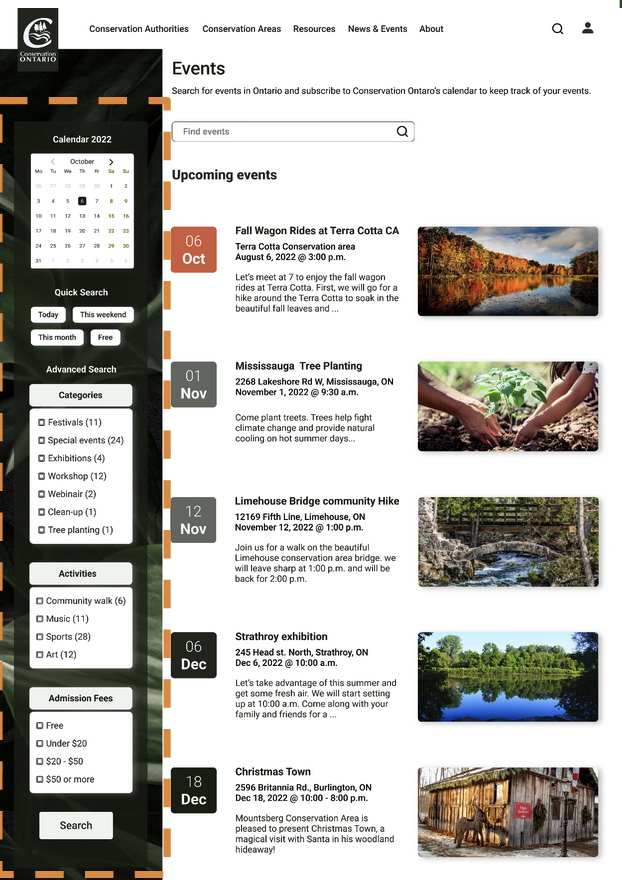 Conservation
ONTARIO
Conservation Authorities Conservation Areas Resources News & Events About
Events
Search for events in Ontario and subscribe to Conservation Ontaro's calendar to keep track of your events.
Find events
Upcoming events
Calendar 2022
October
Mo Tu We Th Fr Sa Su
26 27 28 29 30 1 2
3 4 5 6 7 8 9
10 11 12 13 14 15 16
17 18 19 20 21 22 23
24 25 26 27 28 29 30
31 1 2 3 4 5 6
Quick Search
Today This weekend
This month Free
Advanced Search
Categories
Festivals (11)
Special events (24)
Exhibitions (4)
Workshop (12)
Webinair (2)
Clean-up (1)
Tree planting (1)
Activities
Community walk (6)
Music (11)
Sports (28)
Art (12)
Admission Fees
Free
Under $20
$20 - $50
$50 or more
Search
06
Oct
Fall Wagon Rides at Terra Cotta CA
Terra Cotta Conservation area
August 6, 2022 @ 3:00 p.m.
Let's meet at 7 to enjoy the fall wagon
rides at Terra Cotta. First, we will go for a
hike around the Terra Cotta to soak in the
beautiful fall leaves and ...
01
Nov
Mississauga Tree Planting
2268 Lakeshore Rd W, Mississauga, ON
November 1, 2022 @ 9:30 a.m.
Come plant treets. Trees help fight
climate change and provide natural
cooling on hot summer days...
12
Nov
Limehouse Bridge community Hike
12169 Fifth Line, Limehouse, ON
November 12, 2022 @ 1:00 p.m.
Join us for a walk on the beautiful
Limehouse conservation area bridge. we
will leave sharp at 1:00 p.m. and will be
back for 2:00 p.m.
06
Dec
Strathroy exhibition
245 Head st. North, Strathroy, ON
Dec 6, 2022 @ 10:00 a.m.
Let's take advantage of this summer and
get some fresh air. We will start setting
up at 10:00 a.m. Come along with your
family and friends for a ...
18
Dec
Christmas Town
2596 Britannia Rd., Burlington, ON
Dec 18, 2022 @ 10:00 - 8:00 p.m.
Mountsberg Conservation Area is
pleased to present Christmas Town, a
magical visit with Santa in his woodland
hideaway!